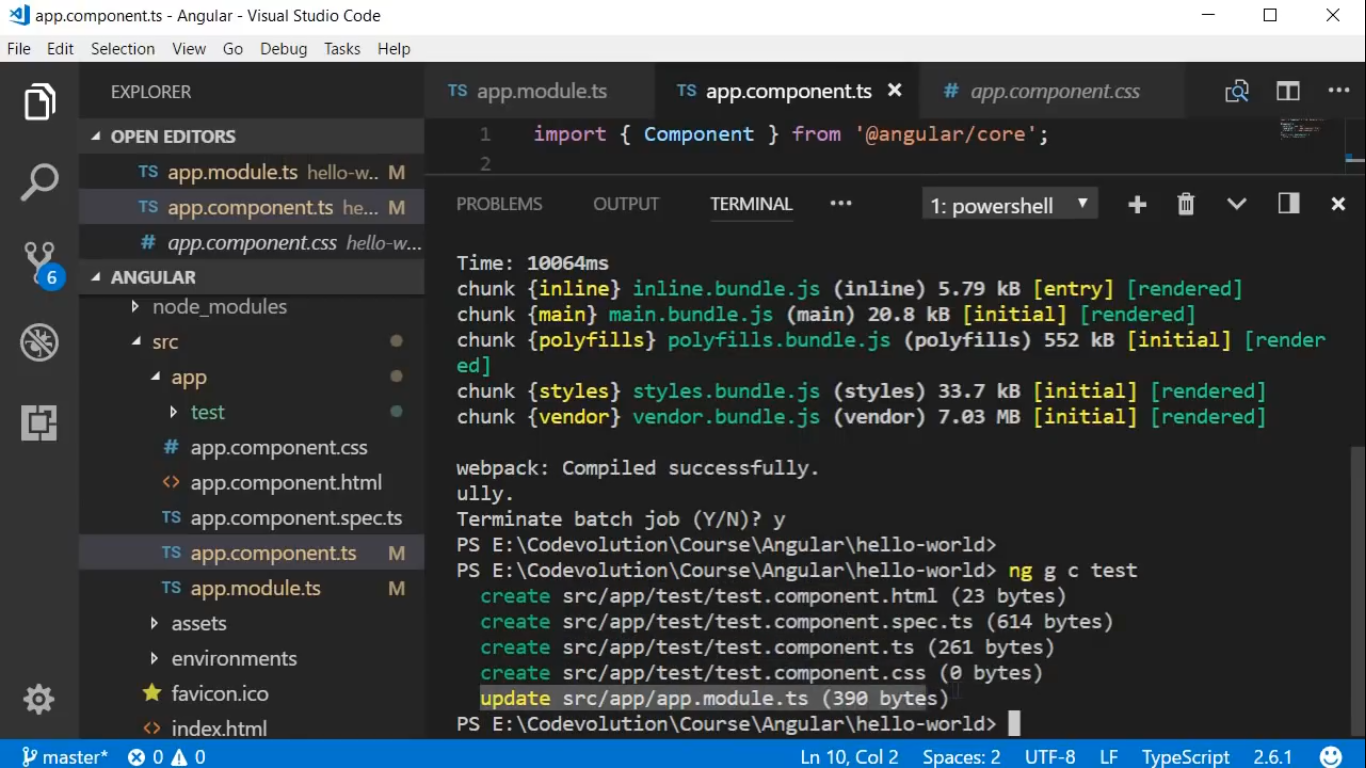 app.component.ts - Angular - Visual Studio Code
File Edit Selection View Go Debug Tasks Help
EXPLORER
OPEN EDITORS
TS app.module.ts hello-w.. M
TS app.component.ts he... M
# app.component.css hello-w...
ANGULAR
node_modules
src
app
test
# app.component.css
<> app.component.html
TS app.component.spec.ts
TS app.component.ts M
TS app.module.ts M
assets
environments
favicon.ico
<> index.html
6
TS app.module.ts TS app.component.ts # app.component.css
1 import { Component } from '@angular/core';
2
PROBLEMS OUTPUT TERMINAL ... 1: powershell
Time: 10064ms
chunk {inline} inline.bundle.js (inline) 5.79 kB [entry] [rendered]
chunk {main} main.bundle.js (main) 20.8 kB [initial] [rendered]
chunk {polyfills} polyfills.bundle.js (polyfills) 552 kB [initial] [render
ed]
chunk {styles} styles.bundle.js (styles) 33.7 kB [initial] [rendered]
chunk {vendor} vendor.bundle.js (vendor) 7.03 MB [initial] [rendered]
webpack: Compiled successfully.
ully.
Terminate batch job (Y/N)? y
PS E:\Codevolution\Course\Angular\hello-world>
PS E:\Codevolution\Course\Angular\hello-world> ng g c test
create src/app/test/test.component.html (23 bytes)
create src/app/test/test.component.spec.ts (614 bytes)
create src/app/test/test.component.ts (261 bytes)
create src/app/test/test.component.css (0 bytes)
update src/app/app.module.ts (390 bytes)
PS E:\Codevolution\Course\Angular\hello-world>
master* 0 0 Ln 10, Col 2 Spaces: 2 UTF-8 LF TypeScript 2.6.1